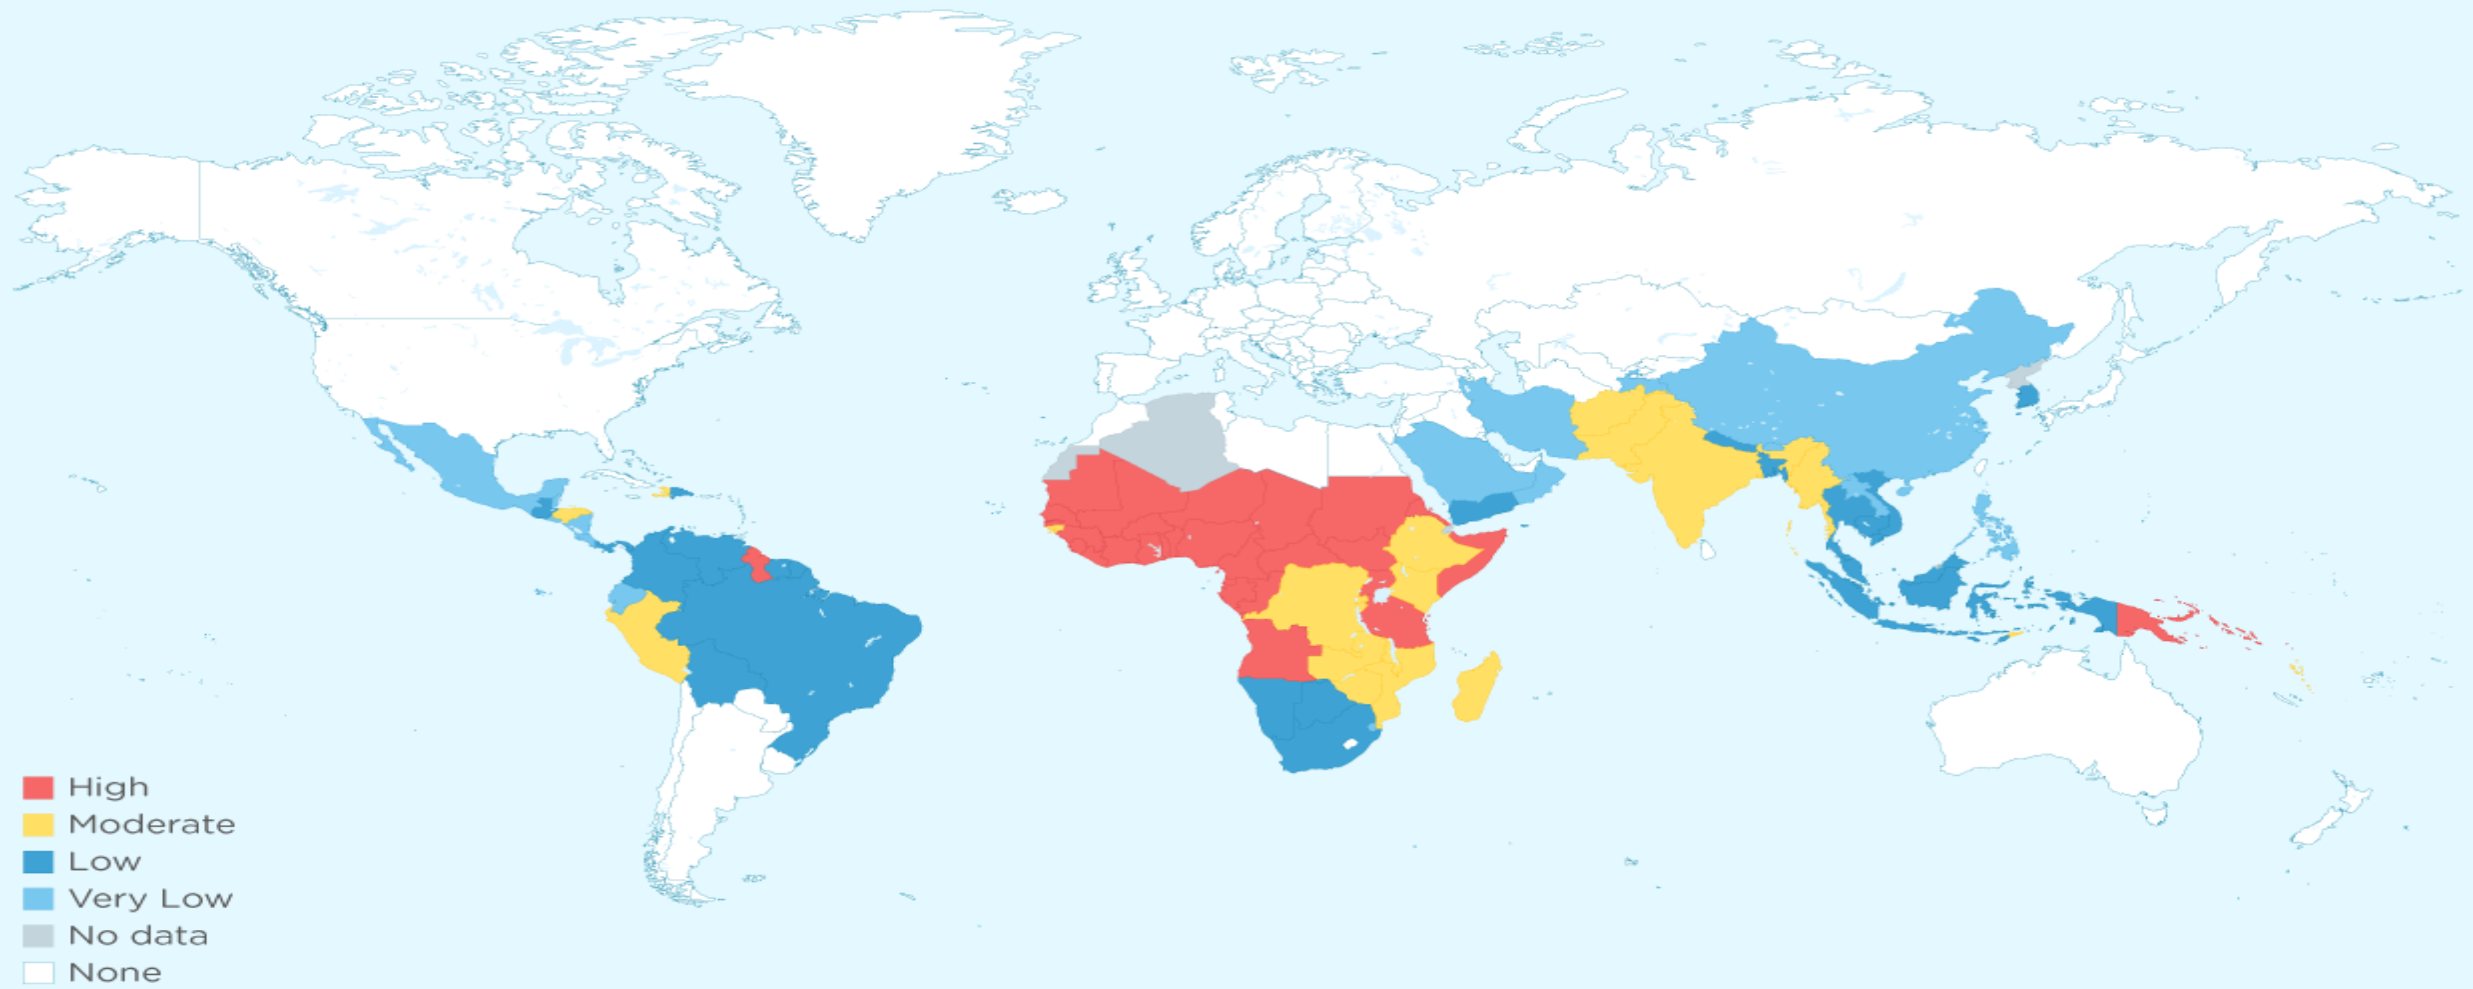 High
Moderate
Low
Very Low
No data
None